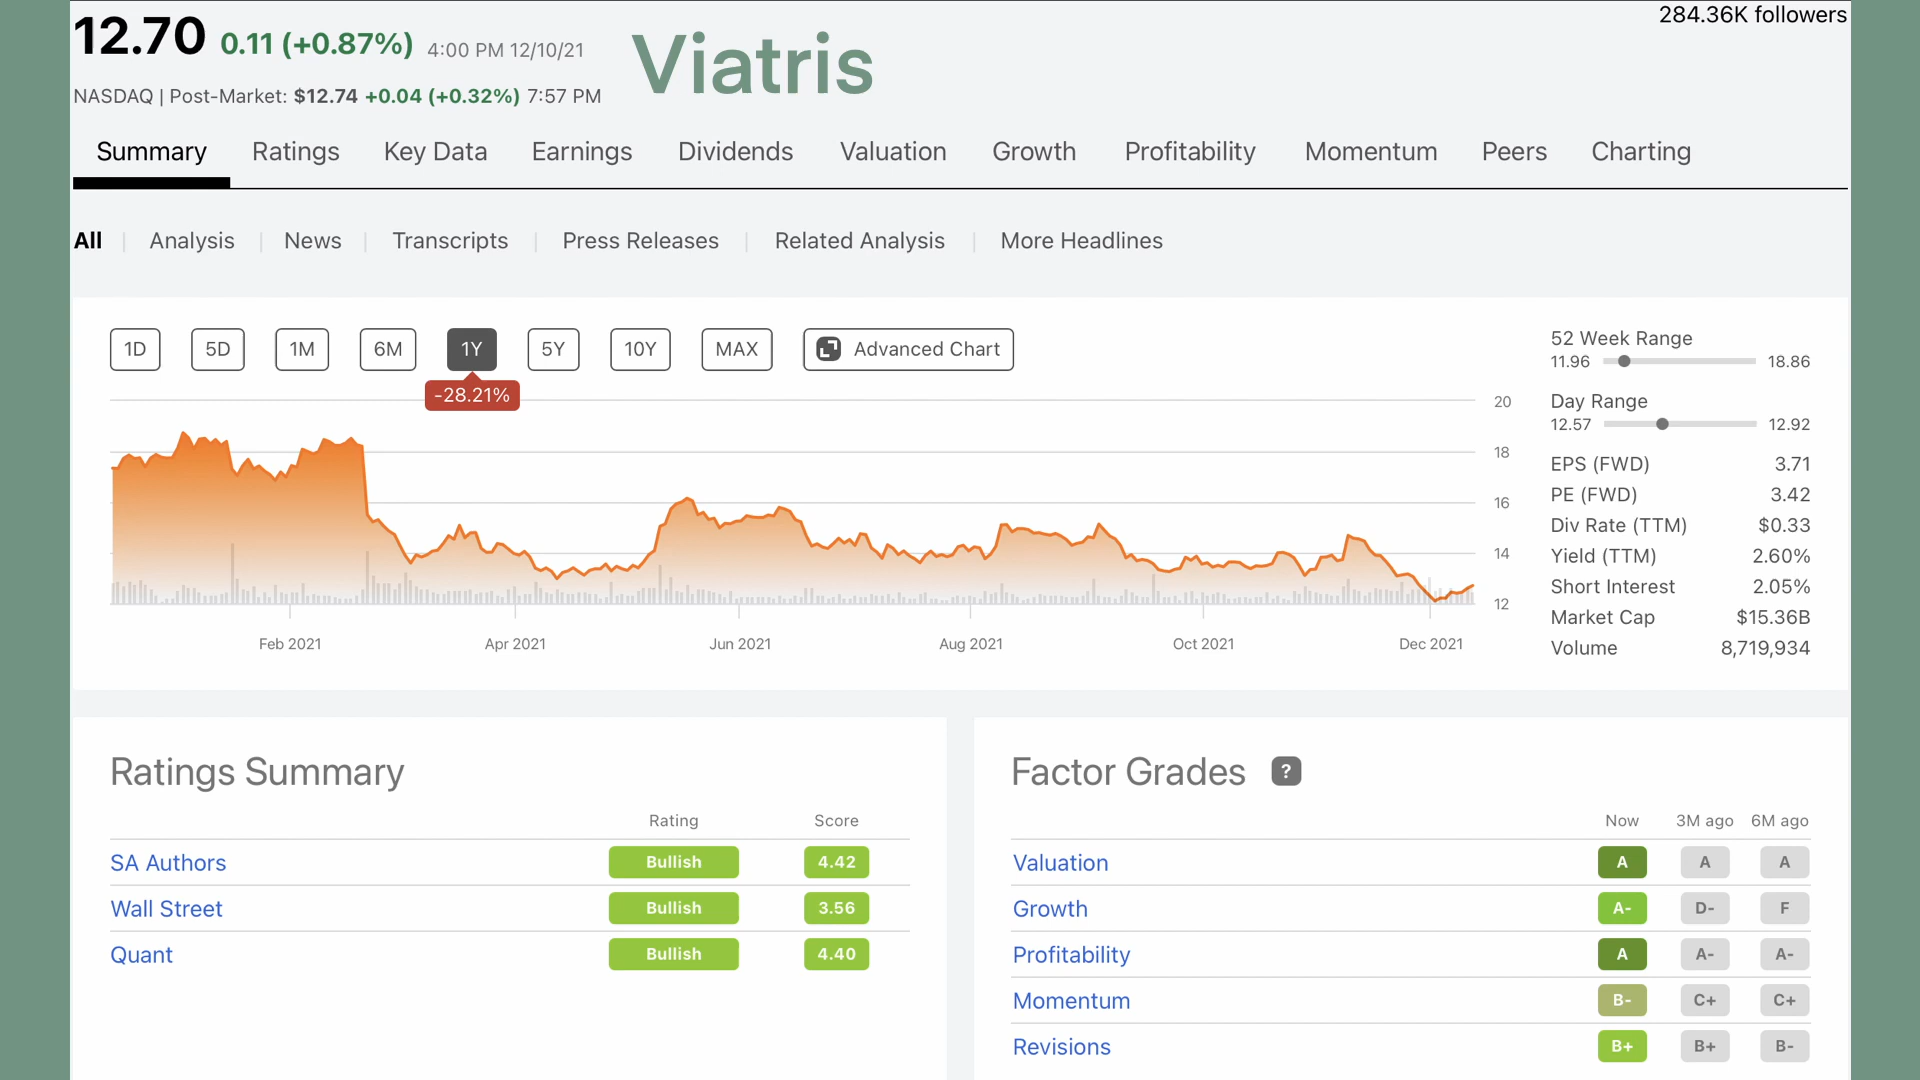 12.70 0.11 (+0.87%) 4:00 PM 12/10/21
Viatris
284.36K followers
NASDAQ | Post-Market: $12.74 +0.04 (+0.32%) 7:57 PM
Summary Ratings Key Data Earnings Dividends Valuation Growth Profitability Momentum Peers Charting
All Analysis News Transcripts Press Releases Related Analysis More Headlines
1D 5D 1M 6M 1Y 5Y 10Y MAX Advanced Chart
-28.21%
20
18
16
14
12
Feb 2021 Apr 2021 Jun 2021 Aug 2021 Oct 2021 Dec 2021
52 Week Range
11.96 18.86
Day Range
12.57 12.92
EPS (FWD) 3.71
PE (FWD) 3.42
Div Rate (TTM) $0.33
Yield (TTM) 2.60%
Short Interest 2.05%
Market Cap $15.36B
Volume 8,719,934
Ratings Summary
Rating Score
SA Authors Bullish 4.42
Wall Street Bullish 3.56
Quant Bullish 4.40
Factor Grades ?
Now 3M ago 6M ago
Valuation A A A
Growth A- D- F
Profitability A A- A-
Momentum B- C+ C+
Revisions B+ B+ B-